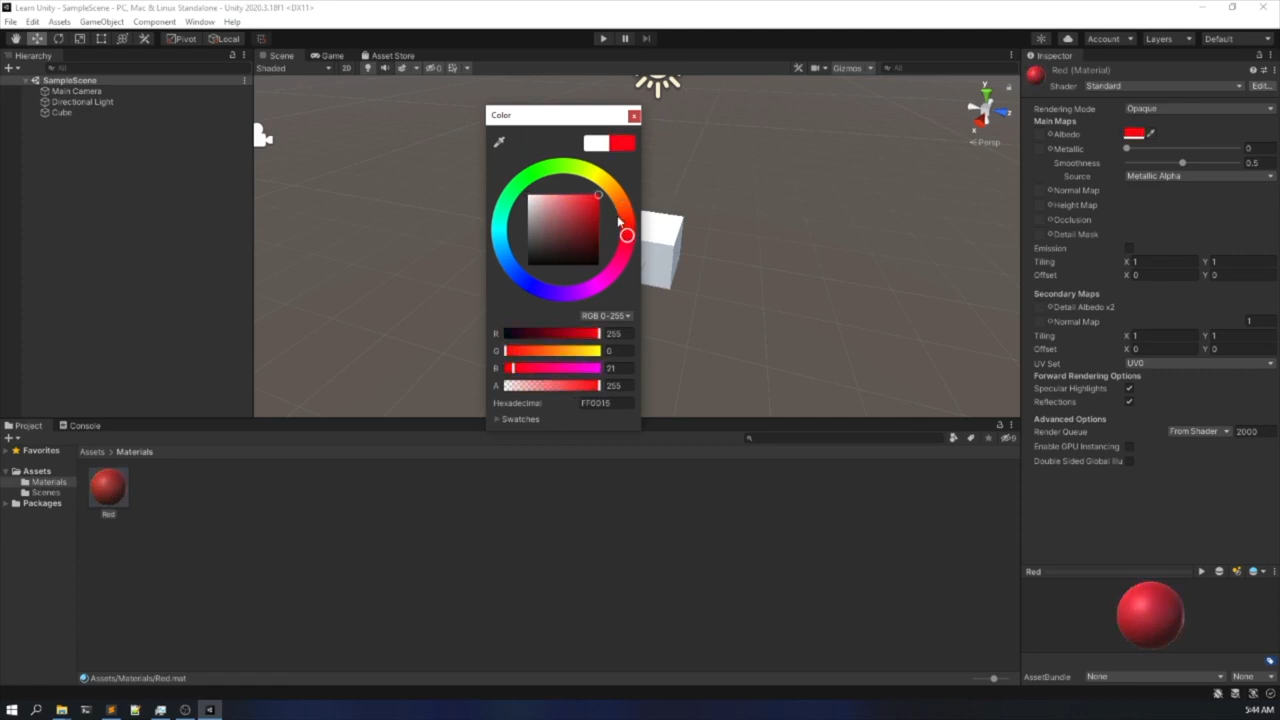 Learn Unity - SampleScene - PC, Mac & Linux Standalone - Unity 2020.3.18f1 <DX11>
File Edit Assets GameObject Component Window Help
Pivot Local Account Layers Default
Hierarchy
All
SampleScene
Main Camera
Directional Light
Cube
Scene Game Asset Store
Shaded 2D 0 Gizmos All
y
z
x
Persp
Color
RGB 0-255
R 255
G 0
B 21
A 255
Hexadecimal FF0015
Swatches
Inspector
Red (Material)
Shader Standard Edit...
Rendering Mode Opaque
Main Maps
Albedo
Metallic 0
Smoothness 0.5
Source Metallic Alpha
Normal Map
Height Map
Occlusion
Detail Mask
Emission
Tiling X 1 Y 1
Offset X 0 Y 0
Secondary Maps
Detail Albedo x2
Normal Map 1
Tiling X 1 Y 1
Offset X 0 Y 0
UV Set UV0
Forward Rendering Options
Specular Highlights
Reflections
Advanced Options
Render Queue From Shader 2000
Enable GPU Instancing
Double Sided Global Illu
Red
AssetBundle None None
Project Console
Favorites
Assets
Materials
Scenes
Packages
Assets > Materials
Red
Assets/Materials/Red.mat
5:44 AM